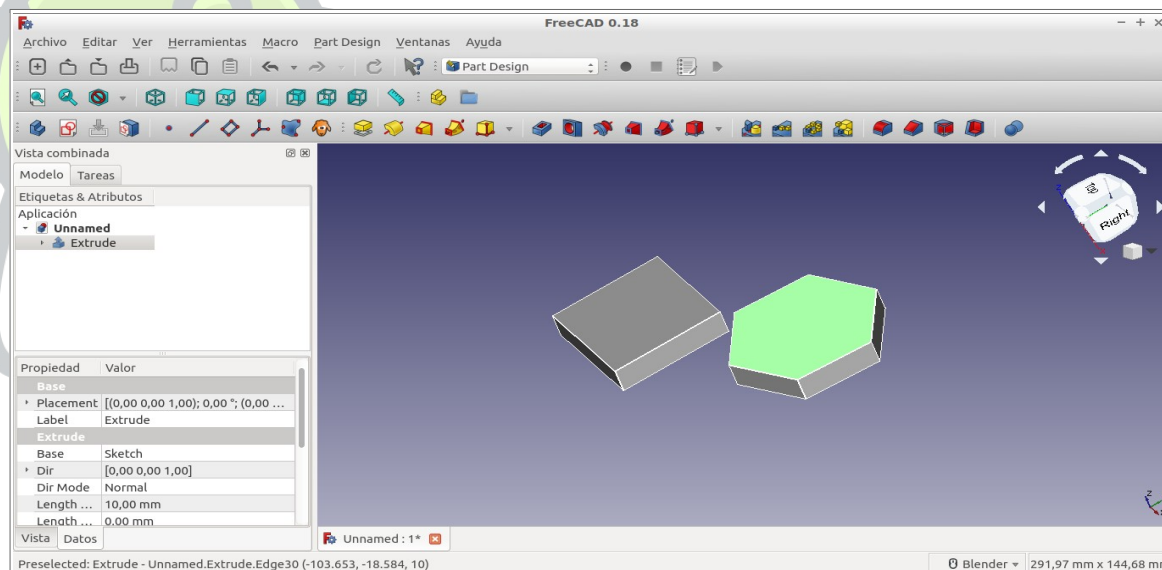 FreeCAD 0.18
Archivo Editar Ver Herramientas Macro Part Design Ventanas Ayuda
Part Design
Vista combinada
Modelo Tareas
Etiquetas & Atributos
Aplicación
Unnamed
Extrude
Propiedad Valor
Base
Placement [(0,00 0,00 1,00); 0,00 °; (0,00 ...
Label Extrude
Extrude
Base Sketch
Dir [0,00 0,00 1,00]
Dir Mode Normal
Length ... 10,00 mm
Length ... 0,00 mm
Vista Datos
Unnamed : 1*
Right
z
z
Preselected: Extrude - Unnamed.Extrude.Edge30 (-103.653, -18.584, 10)
Blender 291,97 mm x 144,68 mm